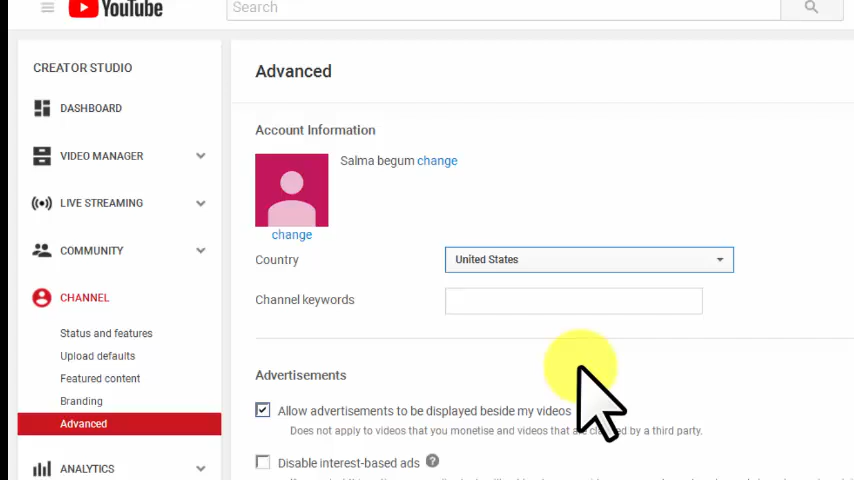 YouTube
Search
CREATOR STUDIO
DASHBOARD
VIDEO MANAGER
LIVE STREAMING
COMMUNITY
CHANNEL
Status and features
Upload defaults
Featured content
Branding
Advanced
ANALYTICS
Advanced
Account Information
Salma begum change
change
Country
United States
Channel keywords
Advertisements
Allow advertisements to be displayed beside my videos
Does not apply to videos that you monetise and videos that are claimed by a third party.
Disable interest-based ads ?